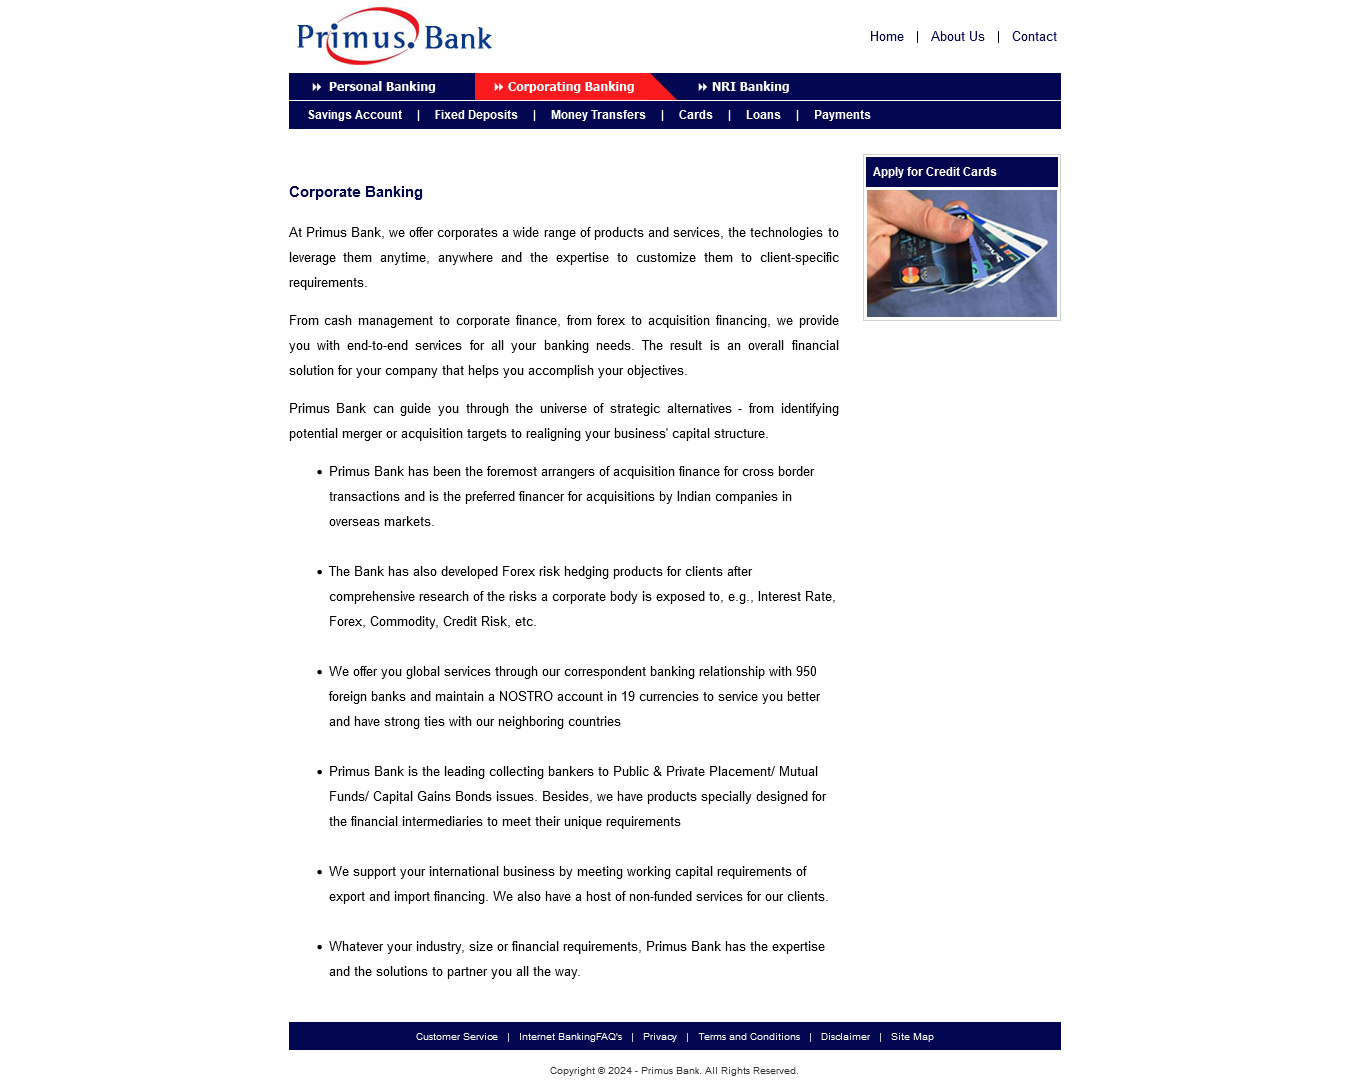 Primus. Bank
Home | About Us | Contact
Personal Banking Corporating Banking NRI Banking
Savings Account | Fixed Deposits | Money Transfers | Cards | Loans | Payments
Apply for Credit Cards
Corporate Banking
At Primus Bank, we offer corporates a wide range of products and services, the technologies to
leverage them anytime, anywhere and the expertise to customize them to client-specific
requirements.
From cash management to corporate finance, from forex to acquisition financing, we provide
you with end-to-end services for all your banking needs. The result is an overall financial
solution for your company that helps you accomplish your objectives.
Primus Bank can guide you through the universe of strategic alternatives - from identifying
potential merger or acquisition targets to realigning your business' capital structure.
• Primus Bank has been the foremost arrangers of acquisition finance for cross border
transactions and is the preferred financer for acquisitions by Indian companies in
overseas markets.
• The Bank has also developed Forex risk hedging products for clients after
comprehensive research of the risks a corporate body is exposed to, e.g., Interest Rate,
Forex, Commodity, Credit Risk, etc.
• We offer you global services through our correspondent banking relationship with 950
foreign banks and maintain a NOSTRO account in 19 currencies to service you better
and have strong ties with our neighboring countries
• Primus Bank is the leading collecting bankers to Public & Private Placement/ Mutual
Funds/ Capital Gains Bonds issues. Besides, we have products specially designed for
the financial intermediaries to meet their unique requirements
• We support your international business by meeting working capital requirements of
export and import financing. We also have a host of non-funded services for our clients.
• Whatever your industry, size or financial requirements, Primus Bank has the expertise
and the solutions to partner you all the way.
Customer Service | Internet BankingFAQ's | Privacy | Terms and Conditions | Disclaimer | Site Map
Copyright © 2024 - Primus Bank. All Rights Reserved.